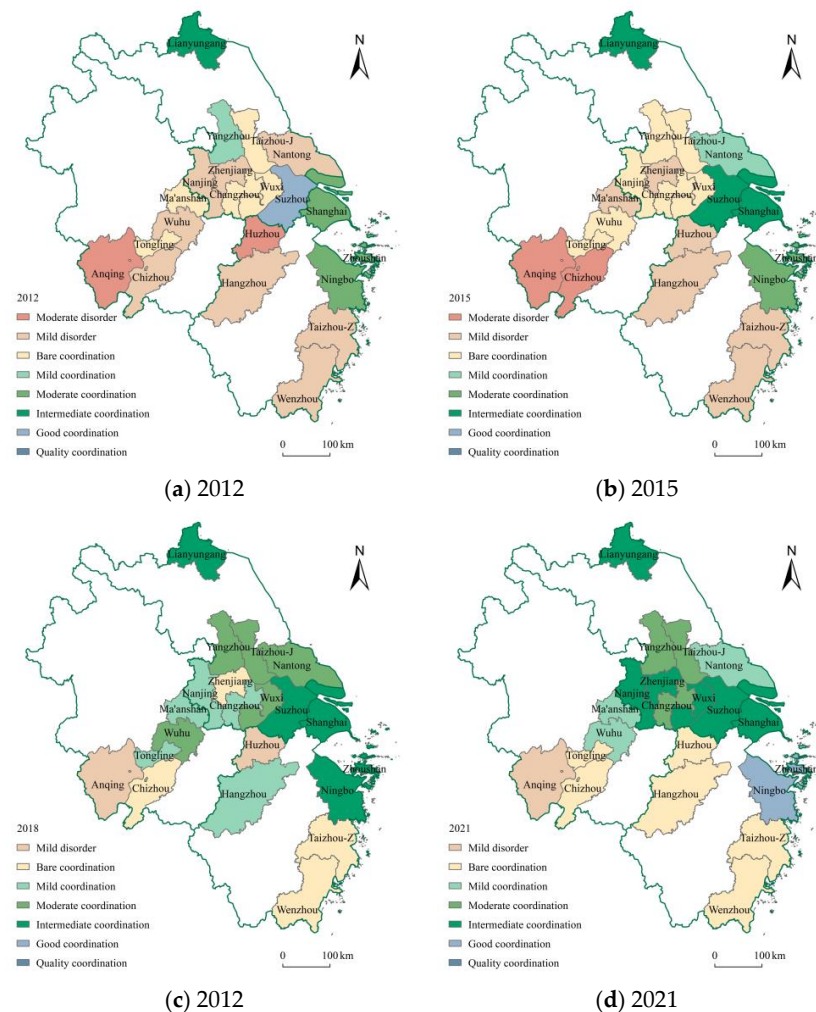 Lianyungang
N
Yangzhou
Taizhou-J
Nantong
Zhenjiang
Nanjing
Wuxi
Ma'anshan
Changzhou
Suzhou
Shanghai
Wuhu
Huzhou
Tongling
Zhoushan
Anqing
Chizhou
Hangzhou
Ningbo
2012
Moderate disorder
Mild disorder
Bare coordination
Mild coordination
Moderate coordination
Intermediate coordination
Good coordination
Quality coordination
Taizhou-Z
Wenzhou
0 100 km
(a) 2012
Lianyungang
N
Yangzhou
Taizhou-J
Nantong
Zhenjiang
Nanjing
Wuxi
Ma'anshan
Changzhou
Suzhou
Shanghai
Wuhu
Huzhou
Tongling
Zhoushan
Anqing
Chizhou
Hangzhou
Ningbo
2015
Moderate disorder
Mild disorder
Bare coordination
Mild coordination
Moderate coordination
Intermediate coordination
Good coordination
Quality coordination
Taizhou-Z
Wenzhou
0 100 km
(b) 2015
Lianyungang
N
Yangzhou
Taizhou-J
Nantong
Zhenjiang
Nanjing
Wuxi
Ma'anshan
Changzhou
Suzhou
Shanghai
Wuhu
Huzhou
Tongling
Zhoushan
Anqing
Chizhou
Hangzhou
Ningbo
2018
Mild disorder
Bare coordination
Mild coordination
Moderate coordination
Intermediate coordination
Good coordination
Quality coordination
Taizhou-Z
Wenzhou
0 100 km
(c) 2012
Lianyungang
N
Yangzhou
Taizhou-J
Nantong
Zhenjiang
Nanjing
Wuxi
Ma'anshan
Changzhou
Suzhou
Shanghai
Wuhu
Huzhou
Tongling
Zhoushan
Anqing
Chizhou
Hangzhou
Ningbo
2021
Mild disorder
Bare coordination
Mild coordination
Moderate coordination
Intermediate coordination
Good coordination
Quality coordination
Taizhou-Z
Wenzhou
0 100 km
(d) 2021